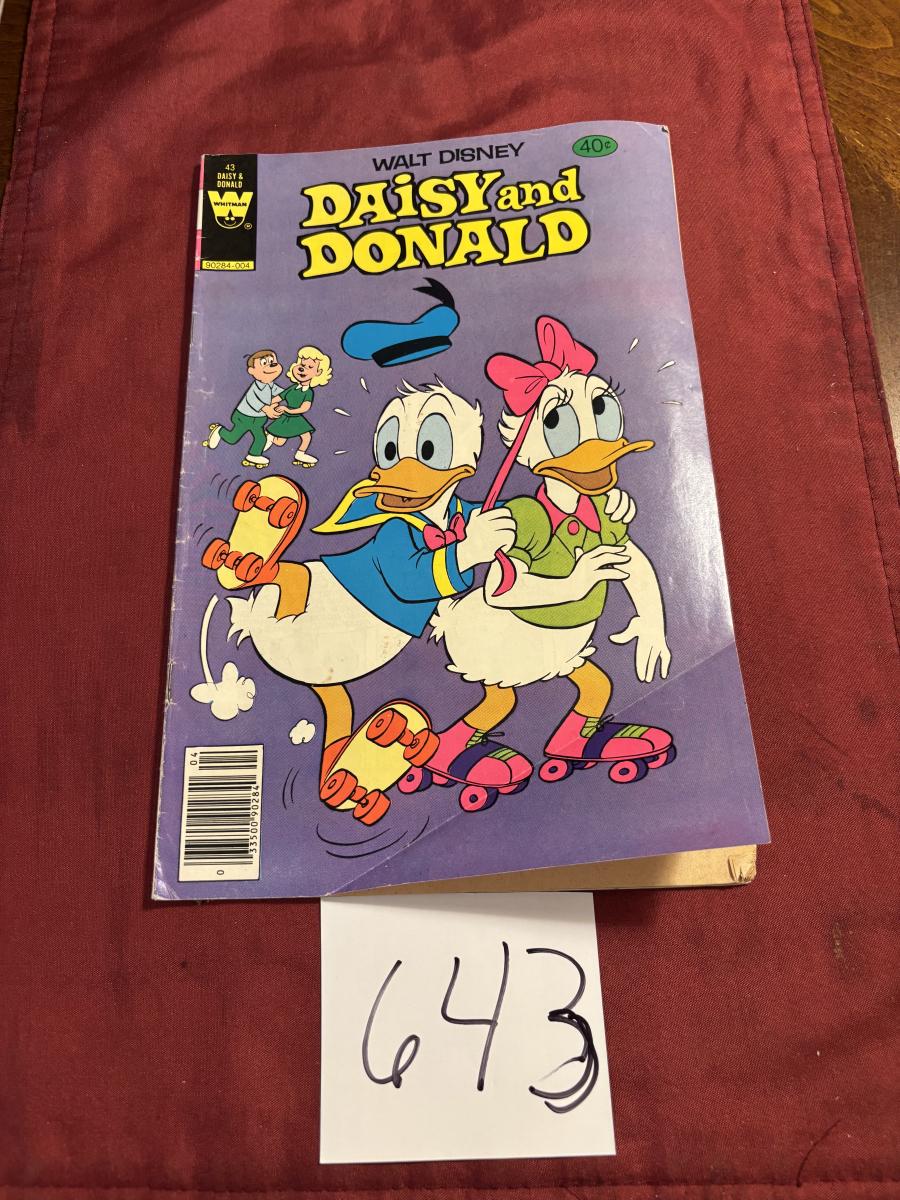 43
DAISY &
DONALD
W
WHITMAN
®
90284-004
WALT DISNEY
40¢
DAiSY and
DONALD
04
0
33500 90284
643